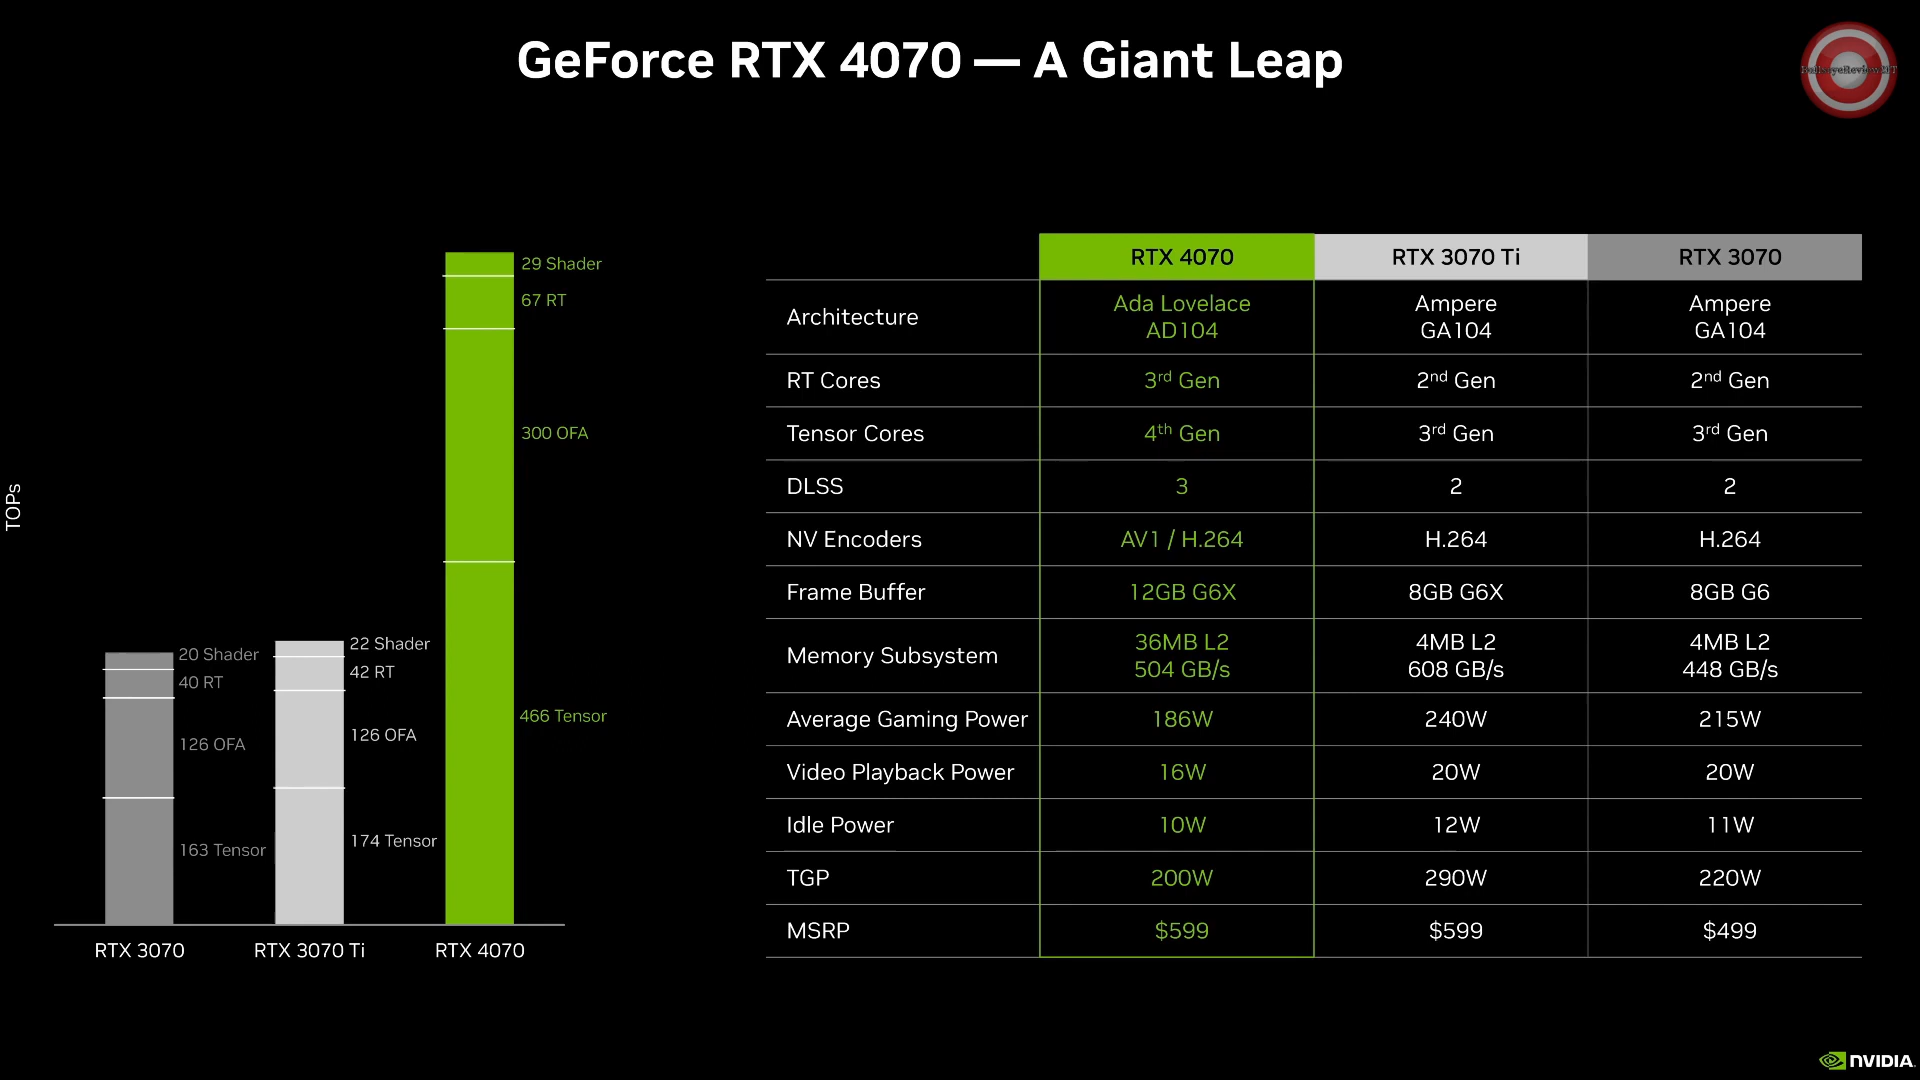 GeForce RTX 4070 — A Giant Leap
TOPs
29 Shader
67 RT
300 OFA
466 Tensor
22 Shader
42 RT
126 OFA
174 Tensor
20 Shader
40 RT
126 OFA
163 Tensor
RTX 3070 RTX 3070 Ti RTX 4070
RTX 4070 RTX 3070 Ti RTX 3070
Architecture Ada Lovelace AD104 Ampere GA104 Ampere GA104
RT Cores 3rd Gen 2nd Gen 2nd Gen
Tensor Cores 4th Gen 3rd Gen 3rd Gen
DLSS 3 2 2
NV Encoders AV1 / H.264 H.264 H.264
Frame Buffer 12GB G6X 8GB G6X 8GB G6
Memory Subsystem 36MB L2 504 GB/s 4MB L2 608 GB/s 4MB L2 448 GB/s
Average Gaming Power 186W 240W 215W
Video Playback Power 16W 20W 20W
Idle Power 10W 12W 11W
TGP 200W 290W 220W
MSRP $599 $599 $499
NVIDIA